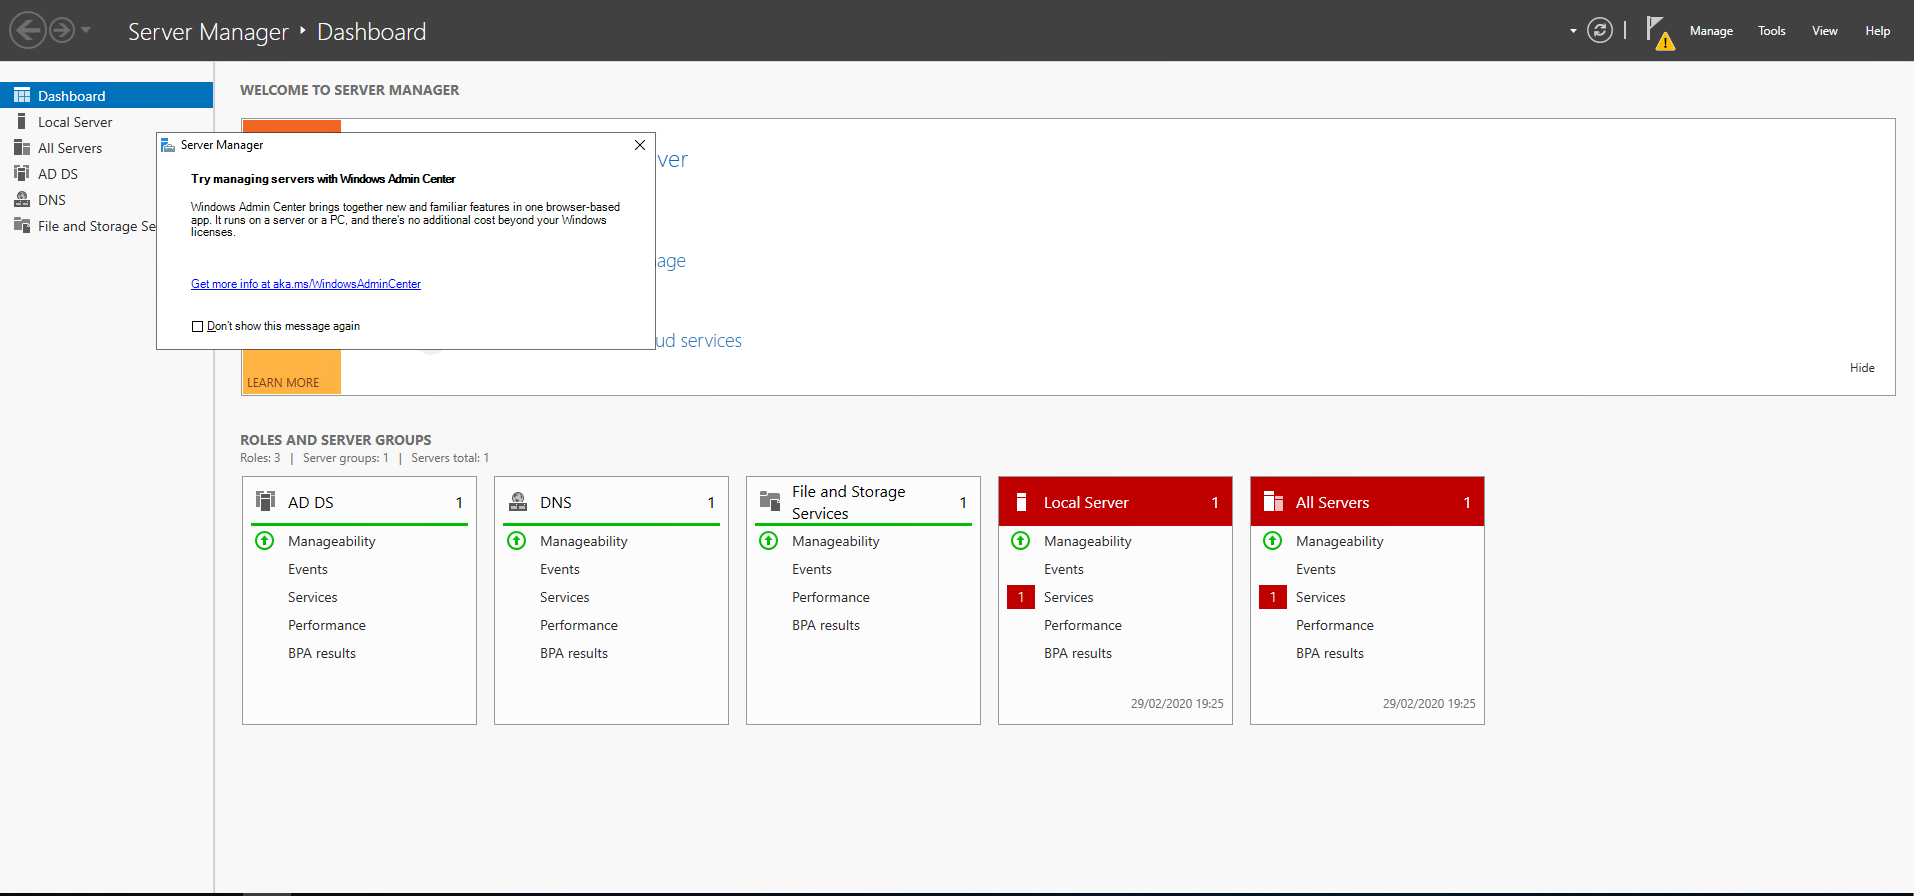 Server Manager ‣ Dashboard
Manage
Tools
View
Help
Dashboard
Local Server
All Servers
AD DS
DNS
File and Storage Se
WELCOME TO SERVER MANAGER
Server Manager
Try managing servers with Windows Admin Center
Windows Admin Center brings together new and familiar features in one browser-based
app. It runs on a server or a PC, and there's no additional cost beyond your Windows
licenses.
Get more info at aka.ms/WindowsAdminCenter
Don't show this message again
ver
age
ud services
LEARN MORE
Hide
ROLES AND SERVER GROUPS
Roles: 3 | Server groups: 1 | Servers total: 1
AD DS 1
Manageability
Events
Services
Performance
BPA results
DNS 1
Manageability
Events
Services
Performance
BPA results
File and Storage
Services 1
Manageability
Events
Performance
BPA results
Local Server 1
Manageability
Events
1 Services
Performance
BPA results
29/02/2020 19:25
All Servers 1
Manageability
Events
1 Services
Performance
BPA results
29/02/2020 19:25